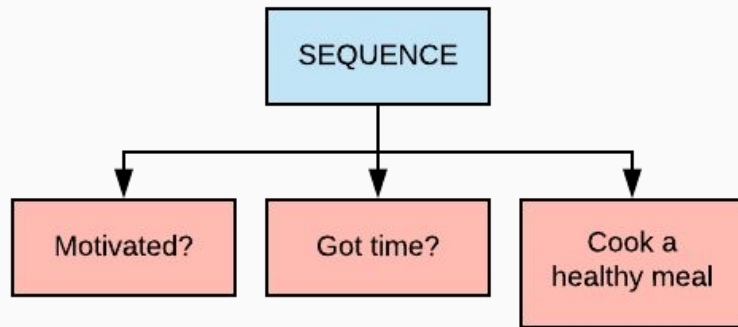 SEQUENCE
Motivated?
Got time?
Cook a
healthy meal